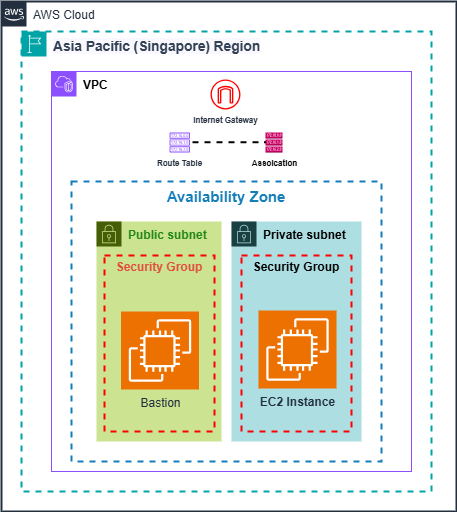 aws
AWS Cloud
Asia Pacific (Singapore) Region
VPC
Internet Gateway
Route Table
Assoication
Availability Zone
Public subnet
Private subnet
Security Group
Security Group
Bastion
EC2 Instance